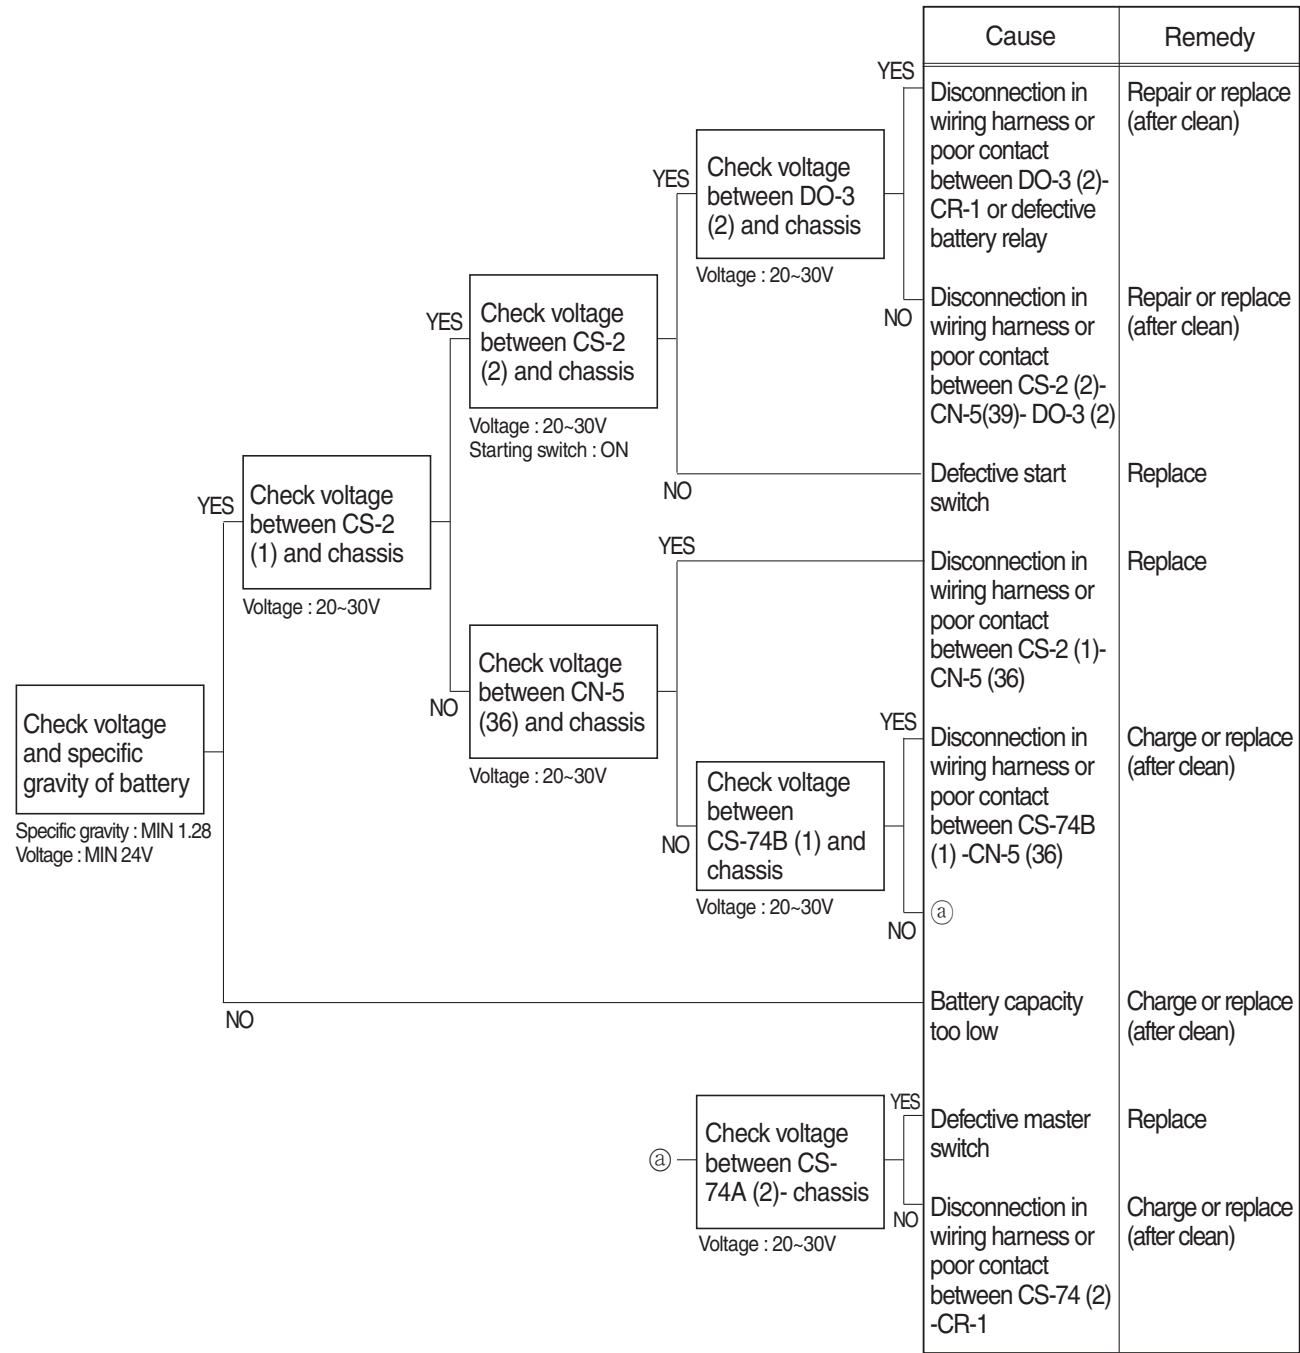 Cause
Remedy
YES
Disconnection in
wiring harness or
poor contact
between DO-3 (2)-
CR-1 or defective
battery relay
Repair or replace
(after clean)
YES
Check voltage
between DO-3
(2) and chassis
Voltage : 20~30V
NO
Disconnection in
wiring harness or
poor contact
between CS-2 (2)-
CN-5(39)- DO-3 (2)
Repair or replace
(after clean)
YES
Check voltage
between CS-2
(2) and chassis
Voltage : 20~30V
Starting switch : ON
NO
Defective start
switch
Replace
YES
Check voltage
between CS-2
(1) and chassis
Voltage : 20~30V
YES
Disconnection in
wiring harness or
poor contact
between CS-2 (1)-
CN-5 (36)
Replace
NO
Check voltage
between CN-5
(36) and chassis
Voltage : 20~30V
YES
Disconnection in
wiring harness or
poor contact
between CS-74B
(1) -CN-5 (36)
Charge or replace
(after clean)
NO
Check voltage
between
CS-74B (1) and
chassis
Voltage : 20~30V
NO
ⓐ
Check voltage
and specific
gravity of battery
Specific gravity : MIN 1.28
Voltage : MIN 24V
NO
Battery capacity
too low
Charge or replace
(after clean)
ⓐ
Check voltage
between CS-
74A (2)- chassis
Voltage : 20~30V
YES
Defective master
switch
Replace
NO
Disconnection in
wiring harness or
poor contact
between CS-74 (2)
-CR-1
Charge or replace
(after clean)